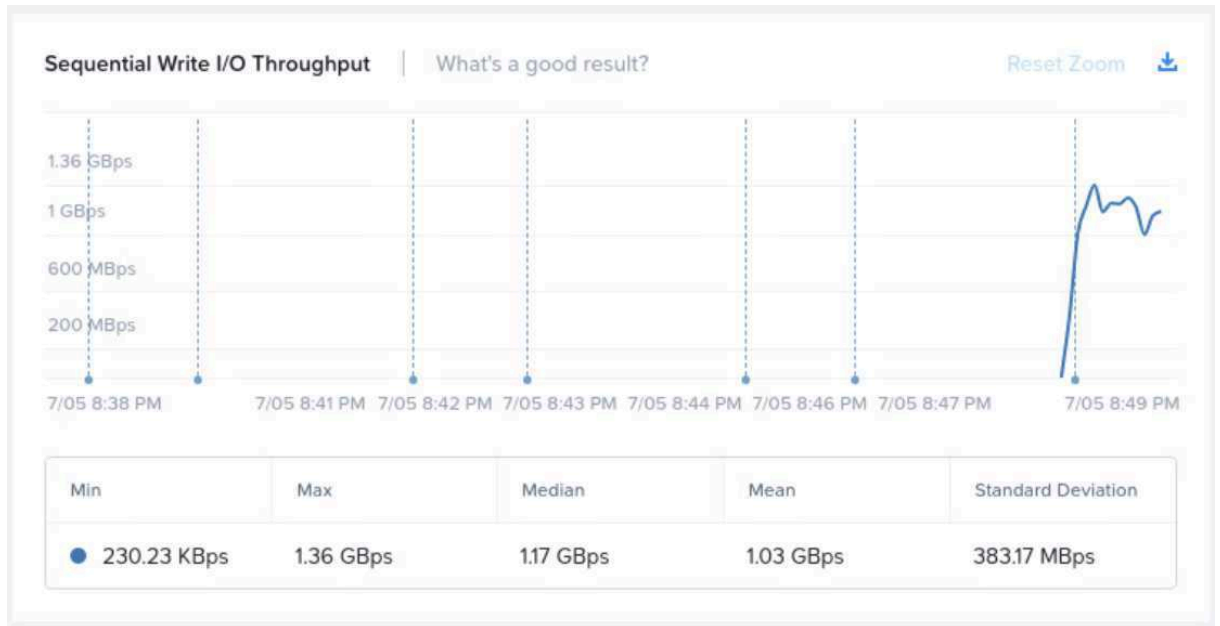 Sequential Write I/O Throughput What's a good result? Reset Zoom
1.36 GBps
1 GBps
600 MBps
200 MBps
7/05 8:38 PM 7/05 8:41 PM 7/05 8:42 PM 7/05 8:43 PM 7/05 8:44 PM 7/05 8:46 PM 7/05 8:47 PM 7/05 8:49 PM
Min Max Median Mean Standard Deviation
230.23 KBps 1.36 GBps 1.17 GBps 1.03 GBps 383.17 MBps